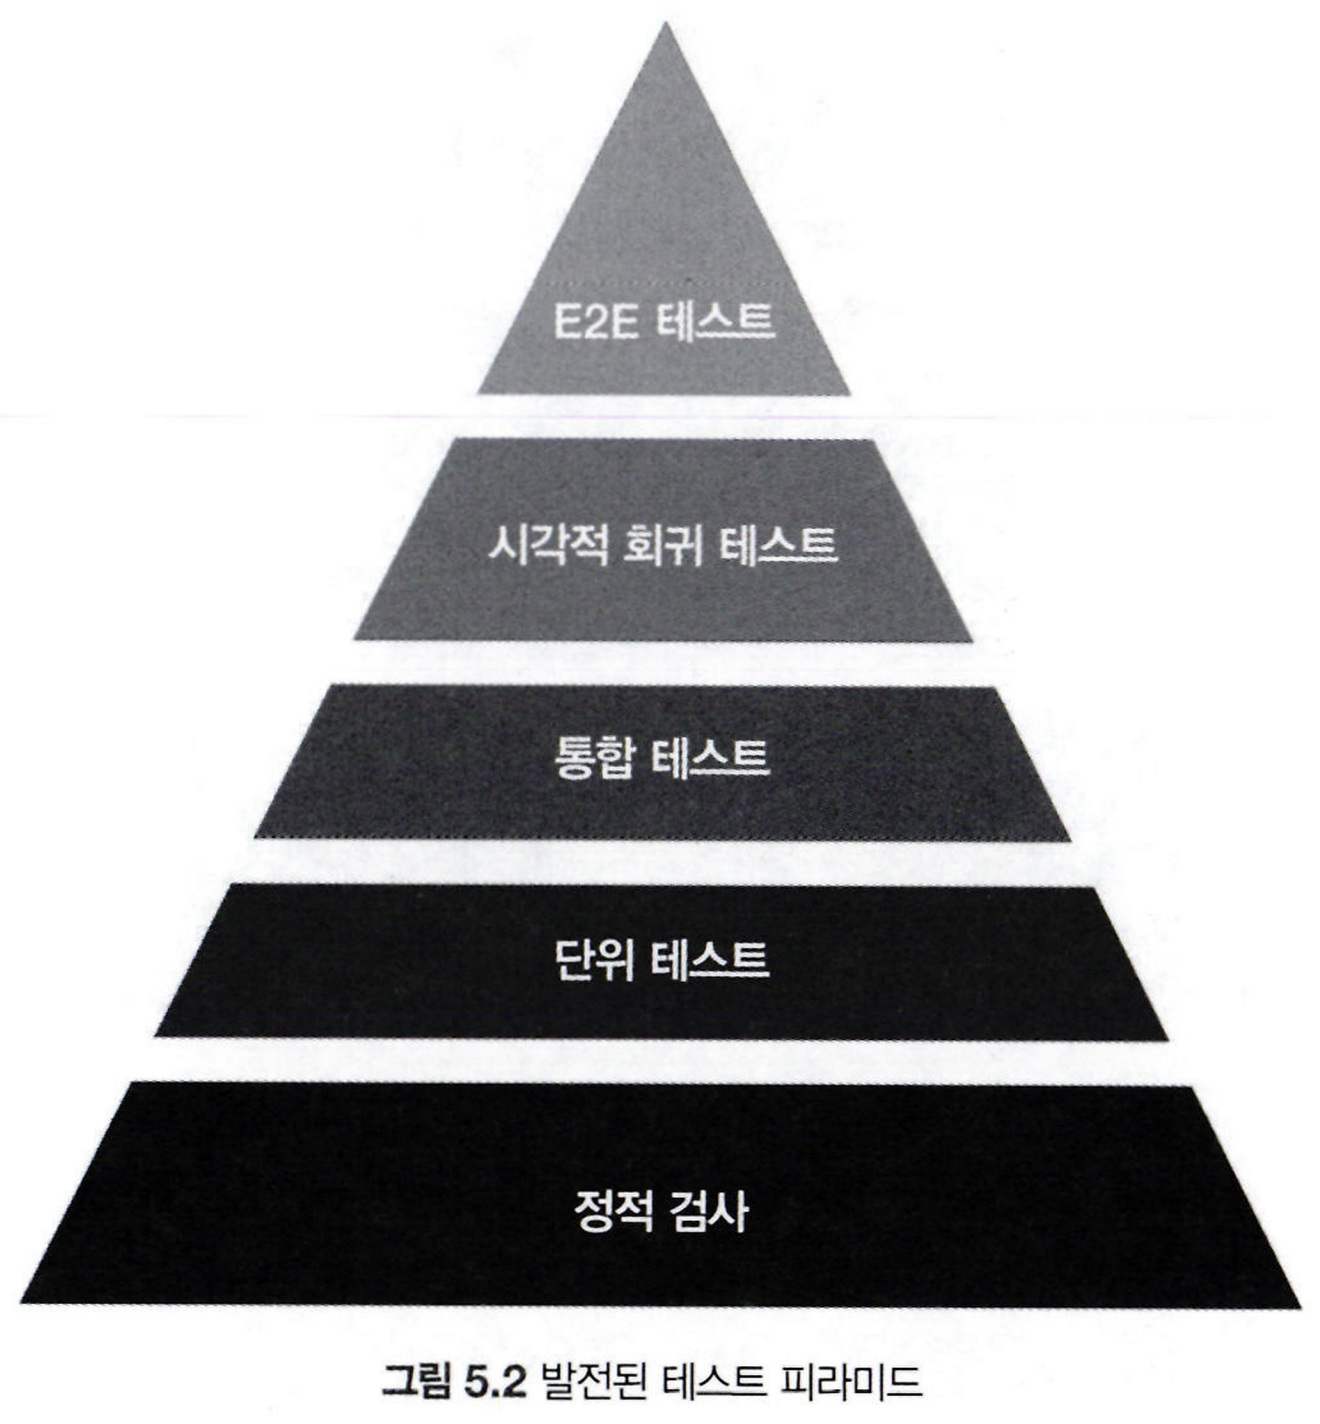 E2E 테스트
시각적 회귀 테스트
통합 테스트
단위 테스트
정적 검사
그림 5.2 발전된 테스트 피라미드